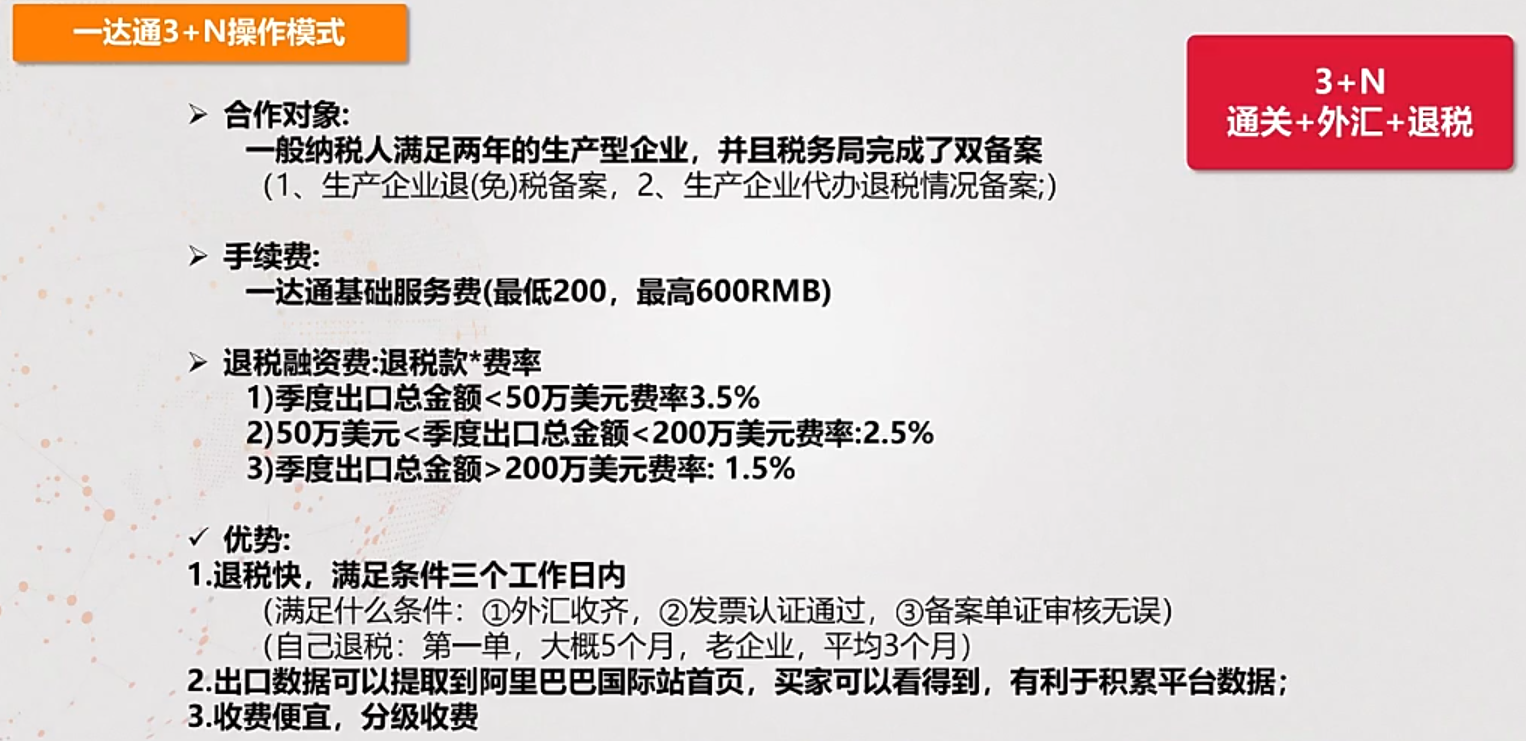 一达通3+N操作模式
3+N
通关+外汇+退税
➢ 合作对象:
一般纳税人满足两年的生产型企业，并且税务局完成了双备案
（1、生产企业退(免)税备案，2、生产企业代办退税情况备案;）
➢ 手续费:
一达通基础服务费(最低200，最高600RMB)
➢ 退税融资费:退税款*费率
1)季度出口总金额<50万美元费率3.5%
2)50万美元<季度出口总金额<200万美元费率:2.5%
3)季度出口总金额>200万美元费率: 1.5%
✓ 优势:
1.退税快，满足条件三个工作日内
（满足什么条件：①外汇收齐，②发票认证通过，③备案单证审核无误）
（自己退税：第一单，大概5个月，老企业，平均3个月）
2.出口数据可以提取到阿里巴巴国际站首页，买家可以看得到，有利于积累平台数据；
3.收费便宜，分级收费